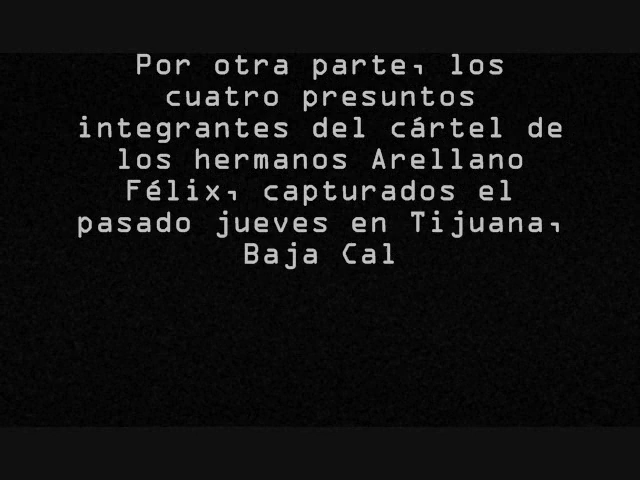 Por otra parte, los
cuatro presuntos
integrantes del cártel de
los hermanos Arellano
Félix, capturados el
pasado jueves en Tijuana,
Baja Cal